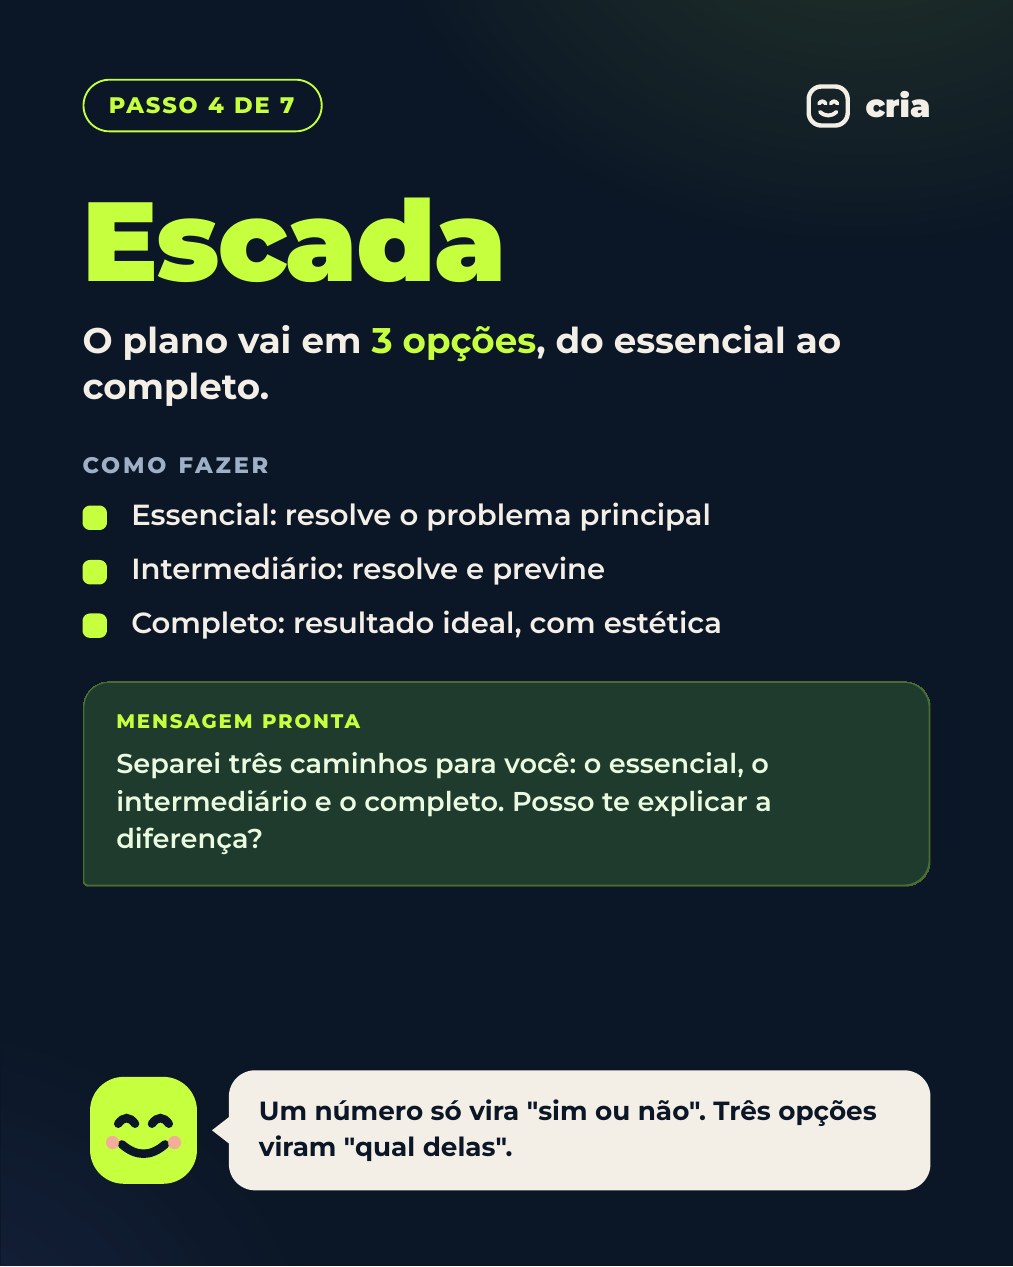 PASSO 4 DE 7
cria
Escada
O plano vai em 3 opções, do essencial ao
completo.
COMO FAZER
Essencial: resolve o problema principal
Intermediário: resolve e previne
Completo: resultado ideal, com estética
MENSAGEM PRONTA
Separei três caminhos para você: o essencial, o
intermediário e o completo. Posso te explicar a
diferença?
Um número só vira "sim ou não". Três opções
viram "qual delas".